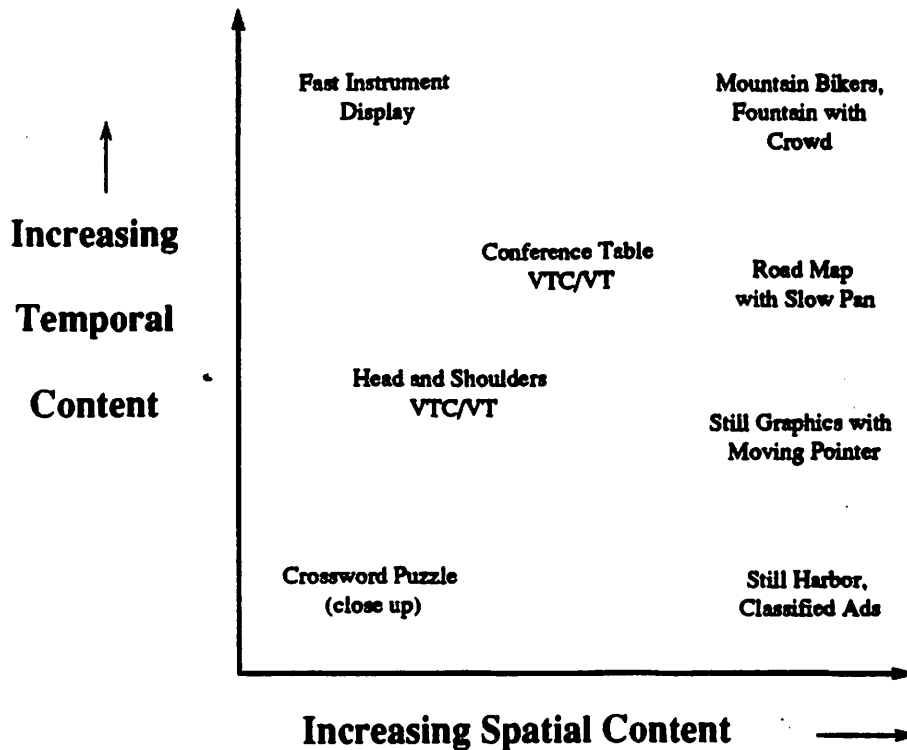 Fast Instrument
Display
Mountain Bikers,
Fountain with
Crowd
Increasing
Temporal
Content
Conference Table
VTC/VT
Road Map
with Slow Pan
Head and Shoulders
VTC/VT
Still Graphics with
Moving Pointer
Crossword Puzzle
(close up)
Still Harbor,
Classified Ads
Increasing Spatial Content